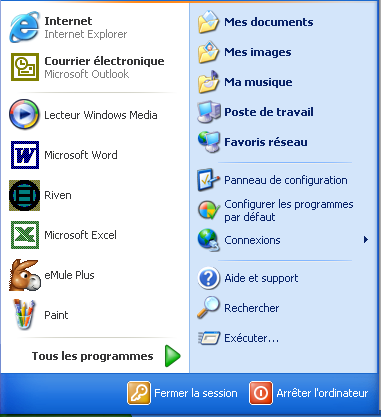 Internet
Internet Explorer
Courrier électronique
Microsoft Outlook
Lecteur Windows Media
Microsoft Word
Riven
Microsoft Excel
eMule Plus
Paint
Tous les programmes
Mes documents
Mes images
Ma musique
Poste de travail
Favoris réseau
Panneau de configuration
Configurer les programmes
par défaut
Connexions
Aide et support
Rechercher
Exécuter...
Fermer la session
Arrêter l'ordinateur